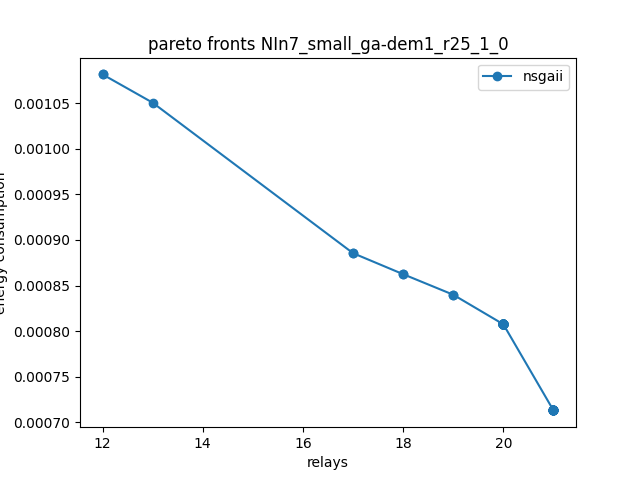 pareto fronts NIn7_small_ga-dem1_r25_1_0
nsgaii
0.00105
0.00100
0.00095
0.00090
0.00085
0.00080
0.00075
0.00070
energy consumption
12 14 16 18 20
relays